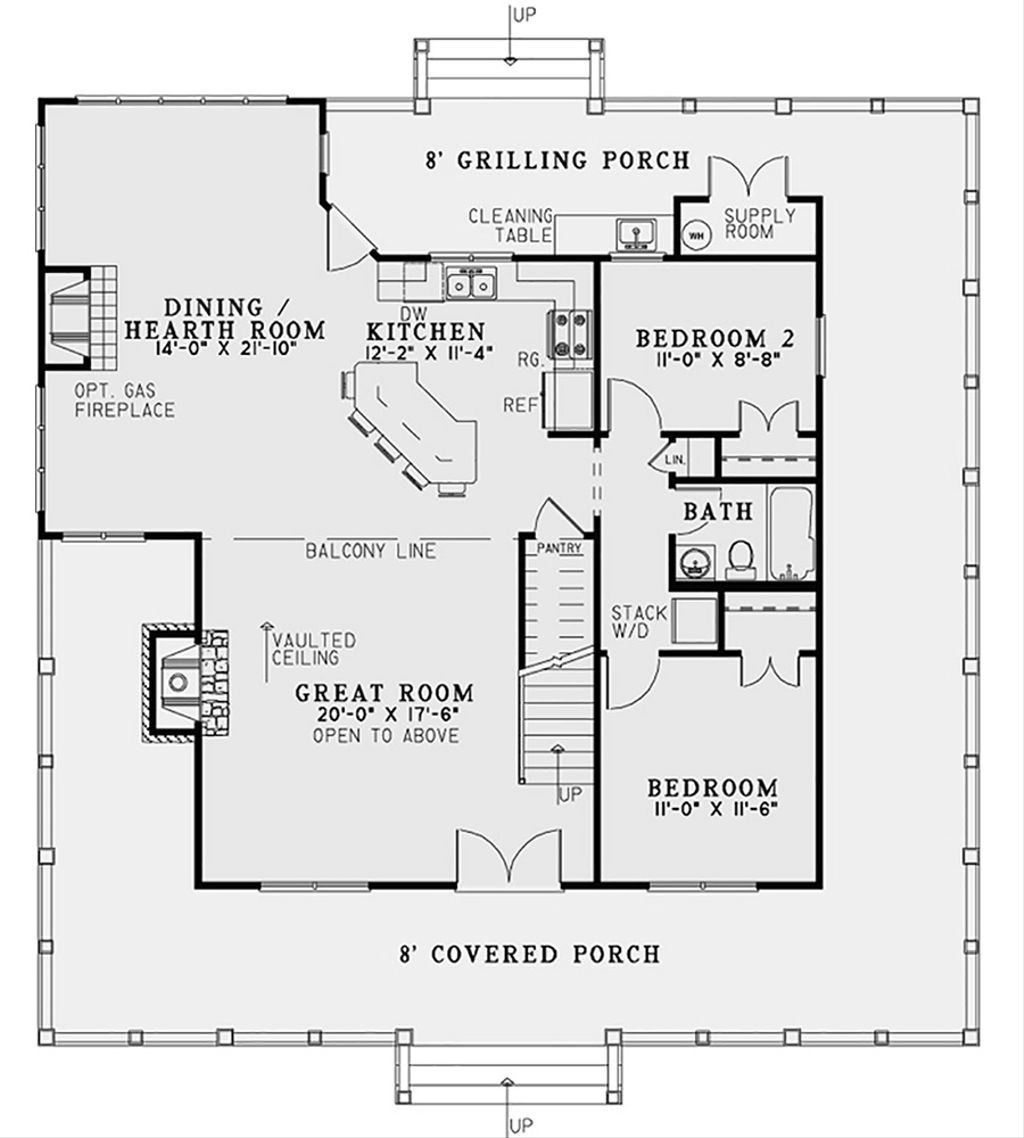 UP
8' GRILLING PORCH
CLEANING
TABLE
SUPPLY
ROOM
WH
DINING /
HEARTH ROOM
14'-0" X 21'-10"
DW
KITCHEN
12'-2" X 11'-4"
RG.
REF
BEDROOM 2
11'-0" X 8'-8"
OPT. GAS
FIREPLACE
LIN.
BATH
PANTRY
BALCONY LINE
STACK
W/D
VAULTED
CEILING
GREAT ROOM
20'-0" X 17'-6"
OPEN TO ABOVE
UP
BEDROOM
11'-0" X 11'-6"
8' COVERED PORCH
UP